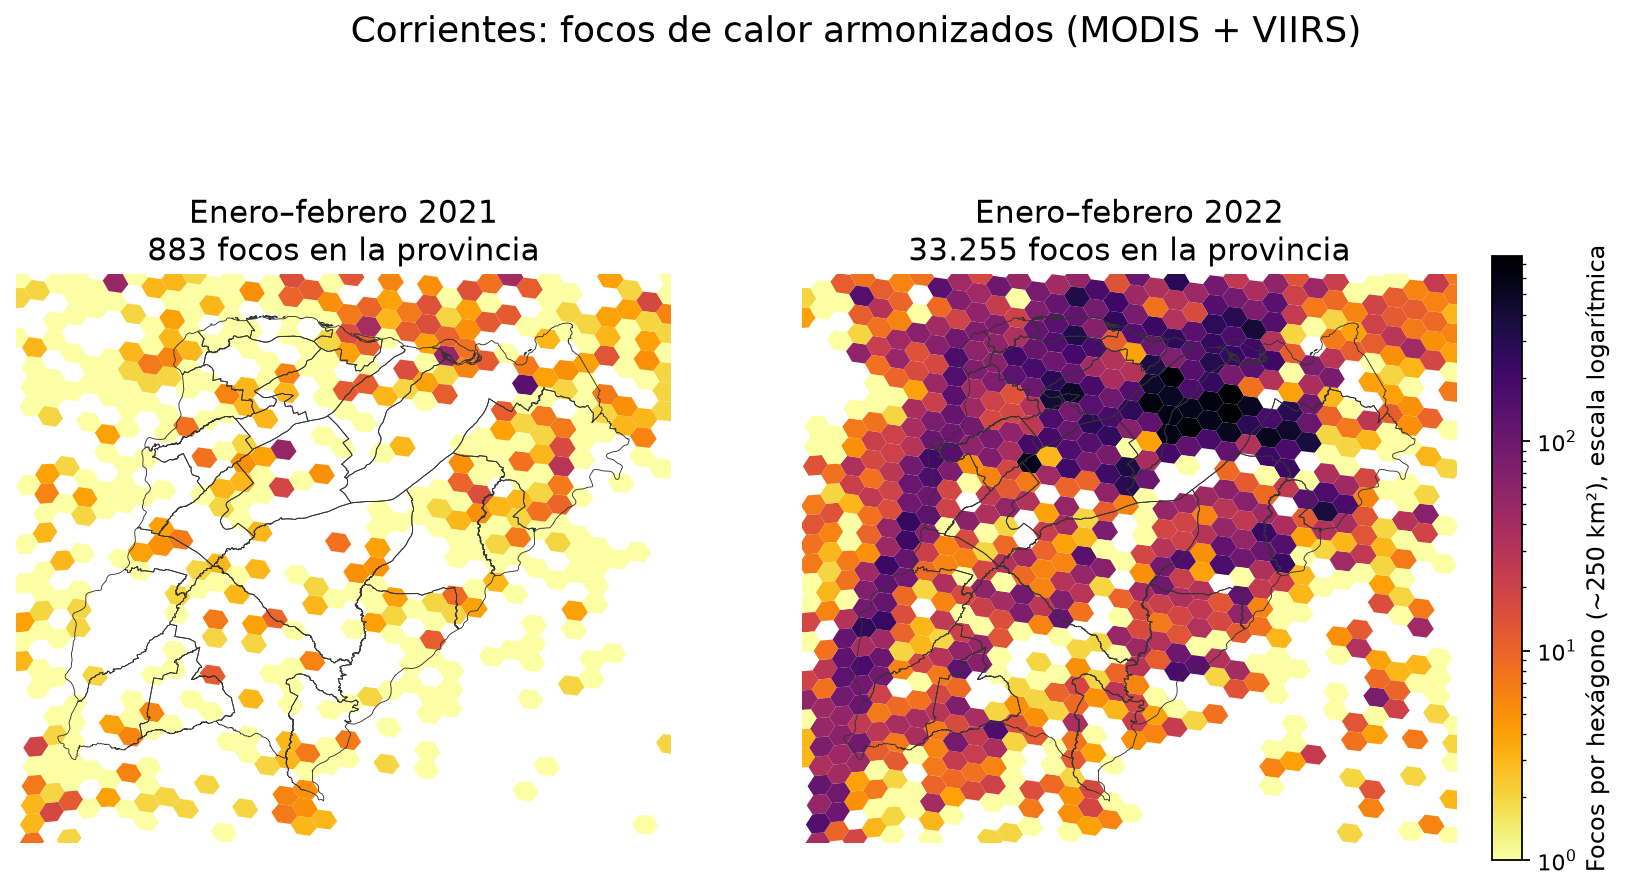 Corrientes: focos de calor armonizados (MODIS + VIIRS)
Enero–febrero 2021
883 focos en la provincia
Enero–febrero 2022
33.255 focos en la provincia
10²
10¹
10⁰
Focos por hexágono (~250 km²), escala logarítmica